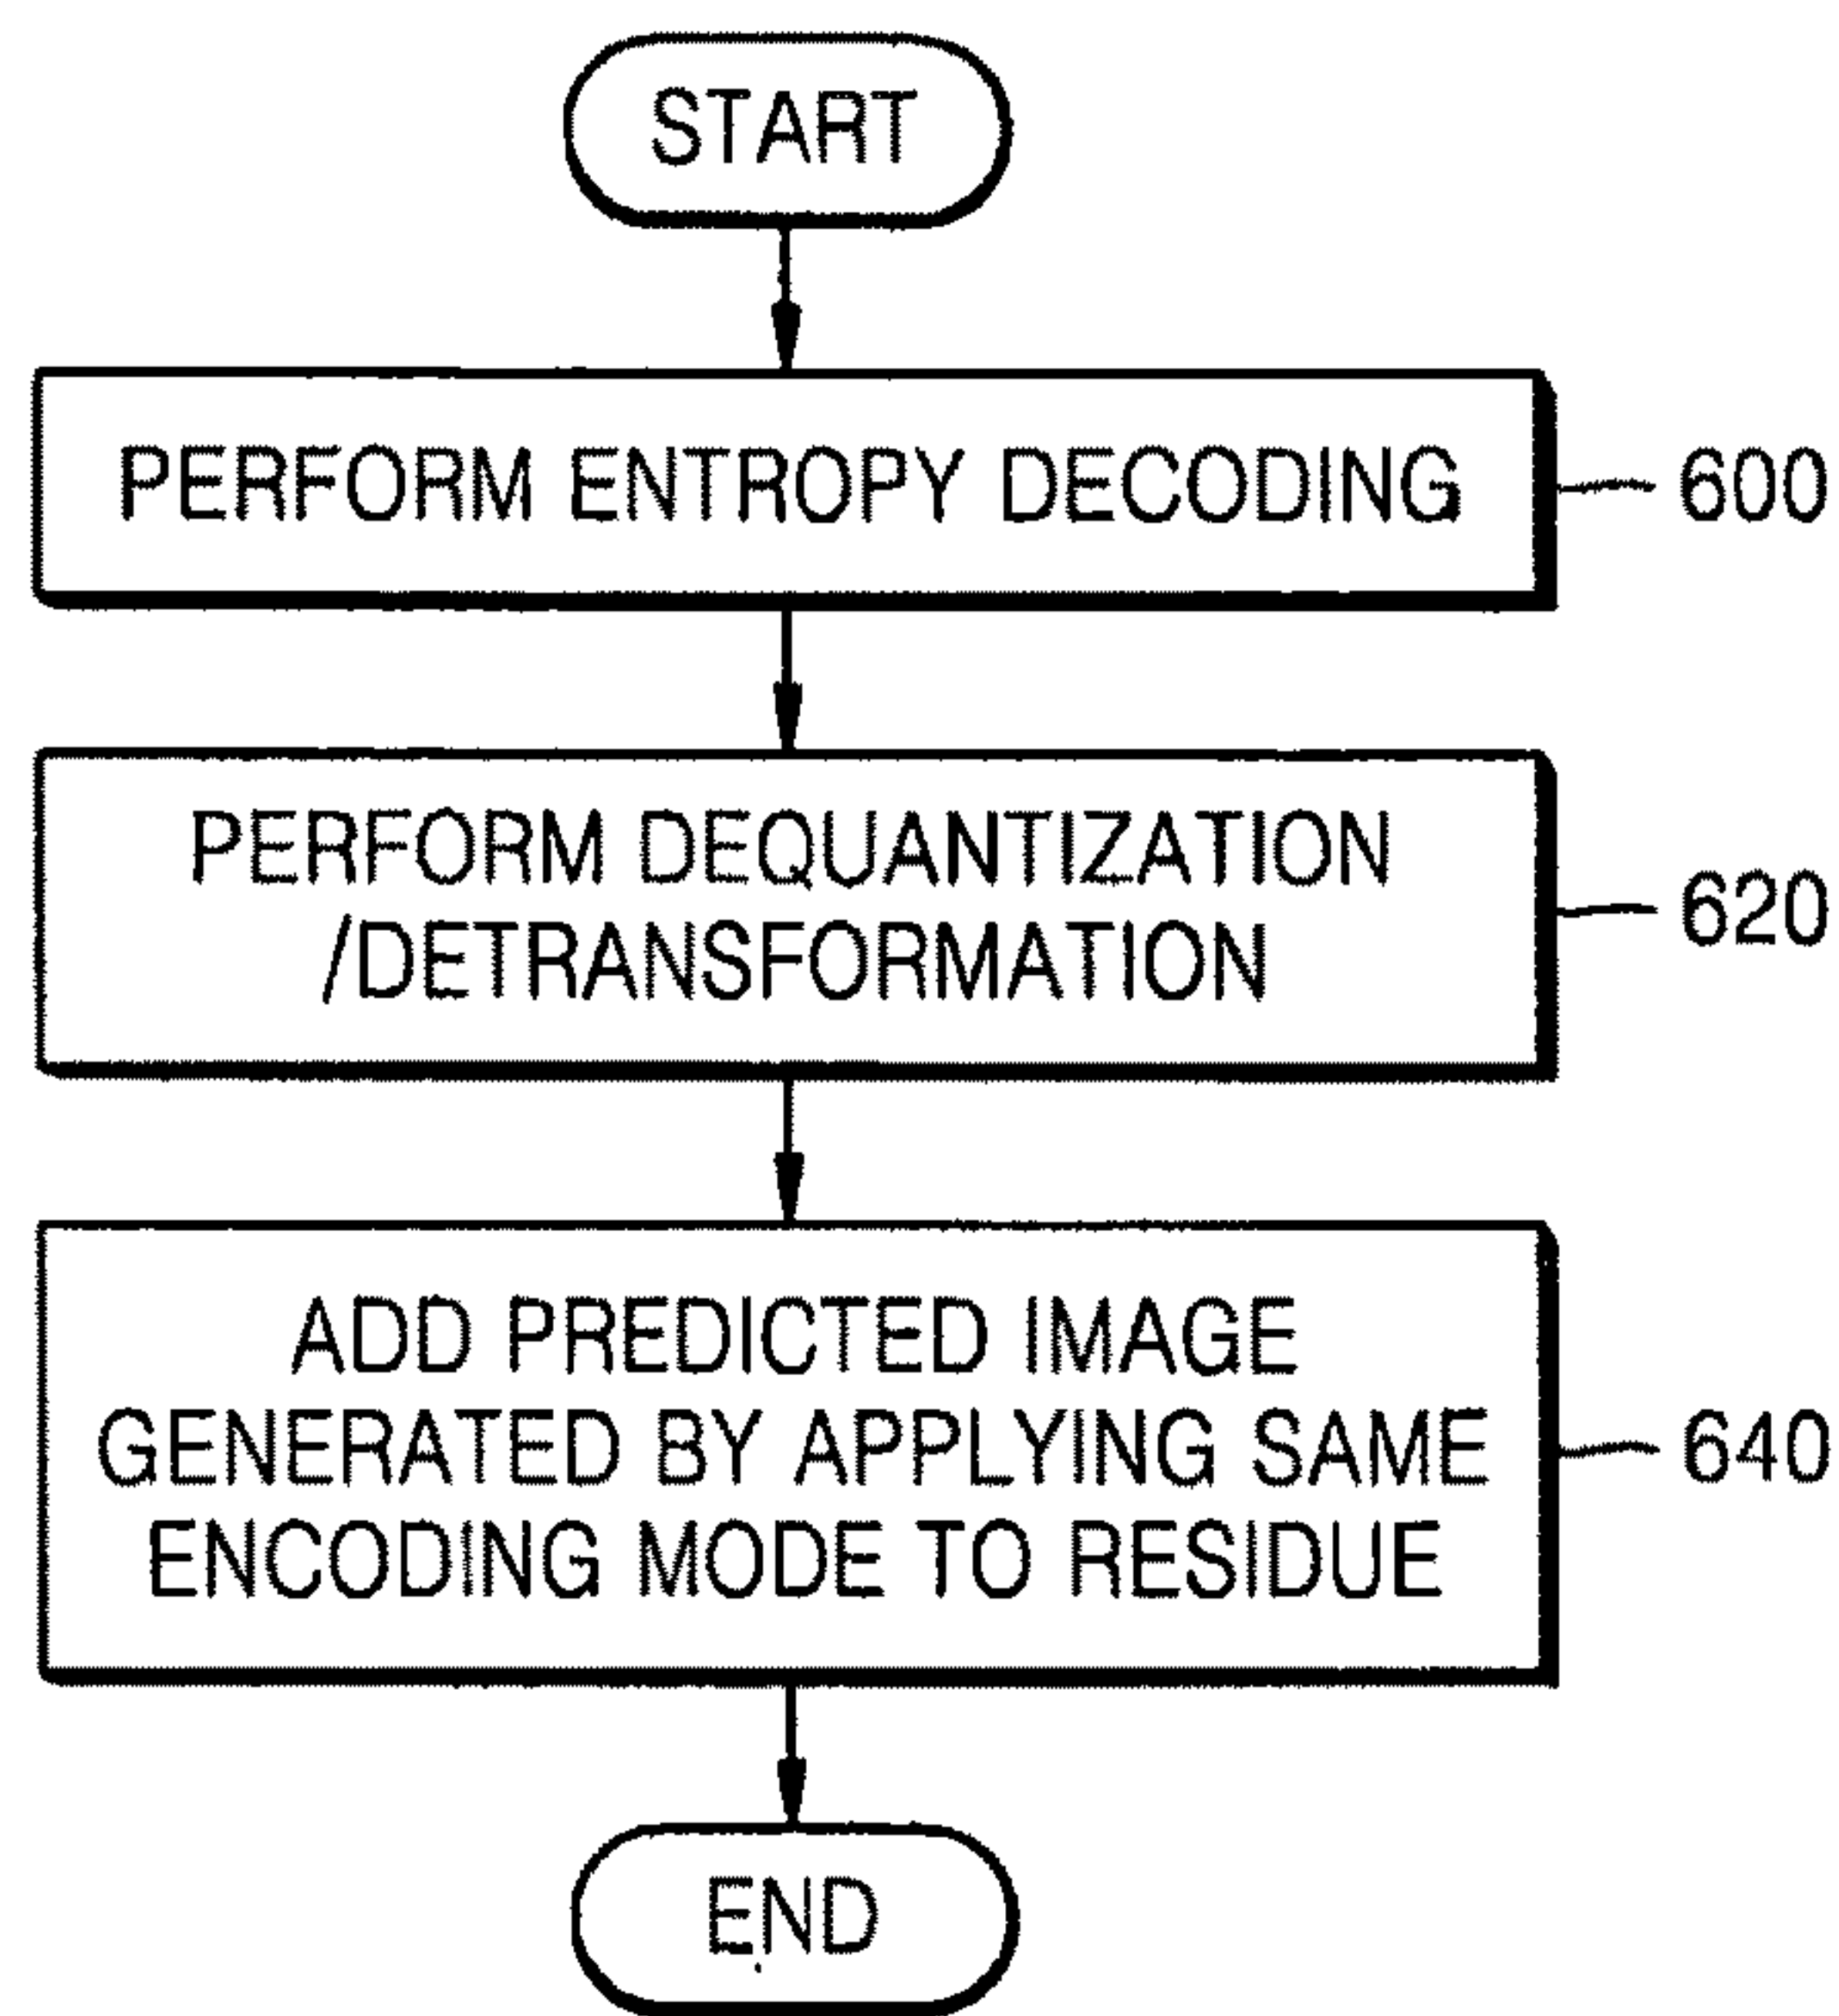 START
PERFORM ENTROPY DECODING
600
PERFORM DEQUANTIZATION
/DETRANSFORMATION
620
ADD PREDICTED IMAGE
GENERATED BY APPLYING SAME
ENCODING MODE TO RESIDUE
640
END